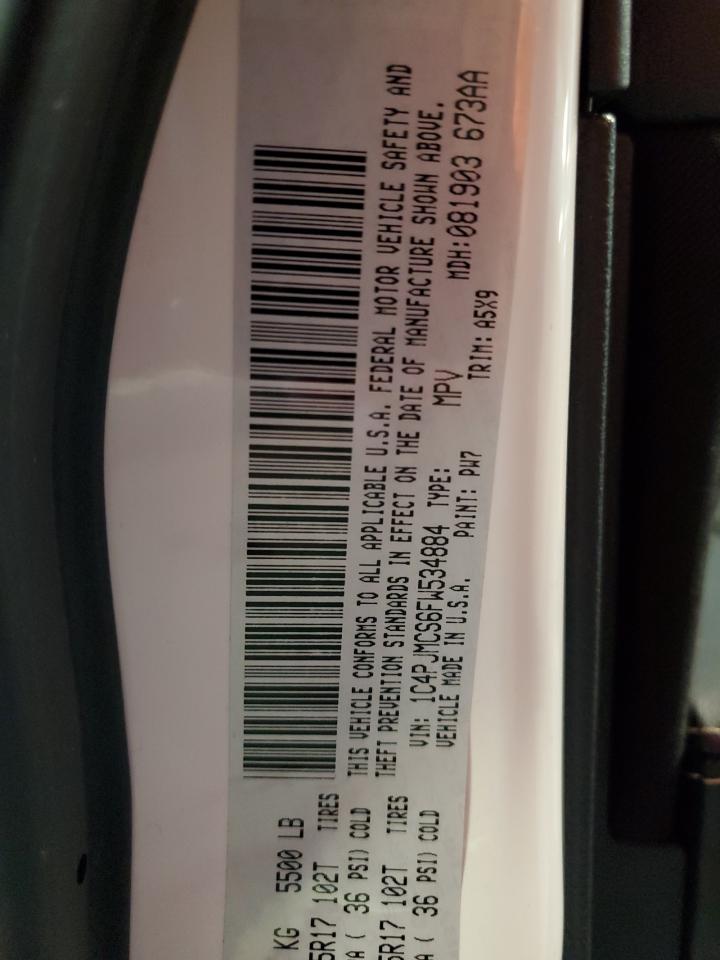 KG 5500 LB
5R17 102T TIRES
A ( 36 PSI) COLD
5R17 102T TIRES
A ( 36 PSI) COLD
THIS VEHICLE CONFORMS TO ALL APPLICABLE U.S.A. FEDERAL MOTOR VEHICLE SAFETY AND
THEFT PREVENTION STANDARDS IN EFFECT ON THE DATE OF MANUFACTURE SHOWN ABOVE.
VIN: 1C4PJMCS6FW534884 TYPE: MPV MDH:081903 673AA
VEHICLE MADE IN U.S.A. PAINT: PW7 TRIM: A5X9